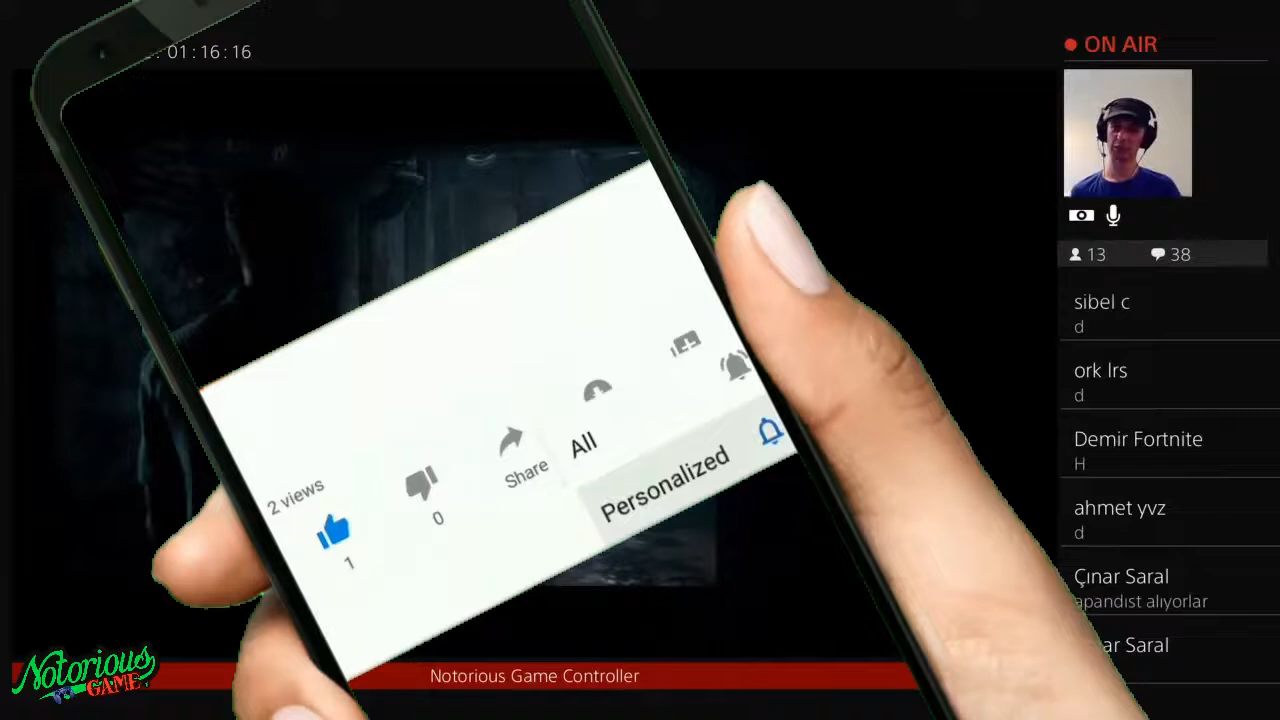 01:16:16
ON AIR
13 38
sibel c
d
ork lrs
d
Demir Fortnite
H
ahmet yvz
d
Çınar Saral
apandıst alıyorlar
ar Saral
2 views
1
0
Share
All
Personalized
Notorious Game Controller
Notorious
GAME